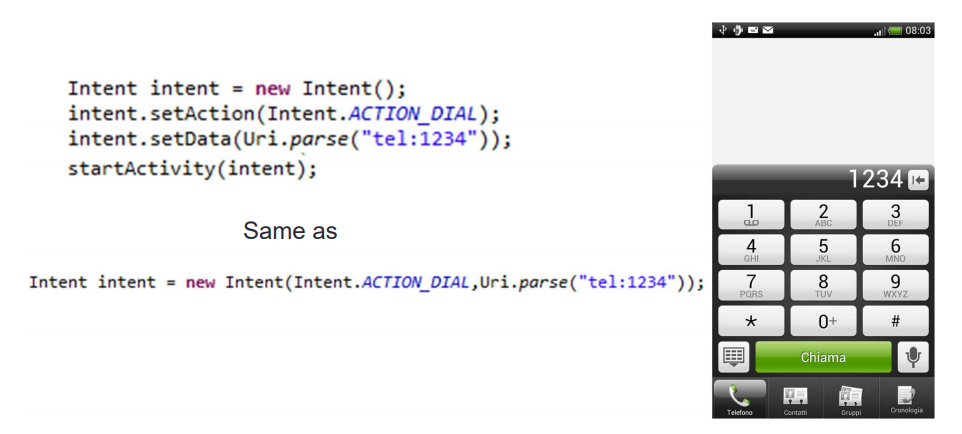 Intent intent = new Intent();
intent.setAction(Intent.ACTION_DIAL);
intent.setData(Uri.parse("tel:1234"));
startActivity(intent);
Same as
Intent intent = new Intent(Intent.ACTION_DIAL,Uri.parse("tel:1234"));
08:03
1234
1 2 3
ABC DEF
4 5 6
GHI JKL MNO
7 8 9
PQRS TUV WXYZ
* 0+ #
Chiama
Telefono Contatti Gruppi Cronologia